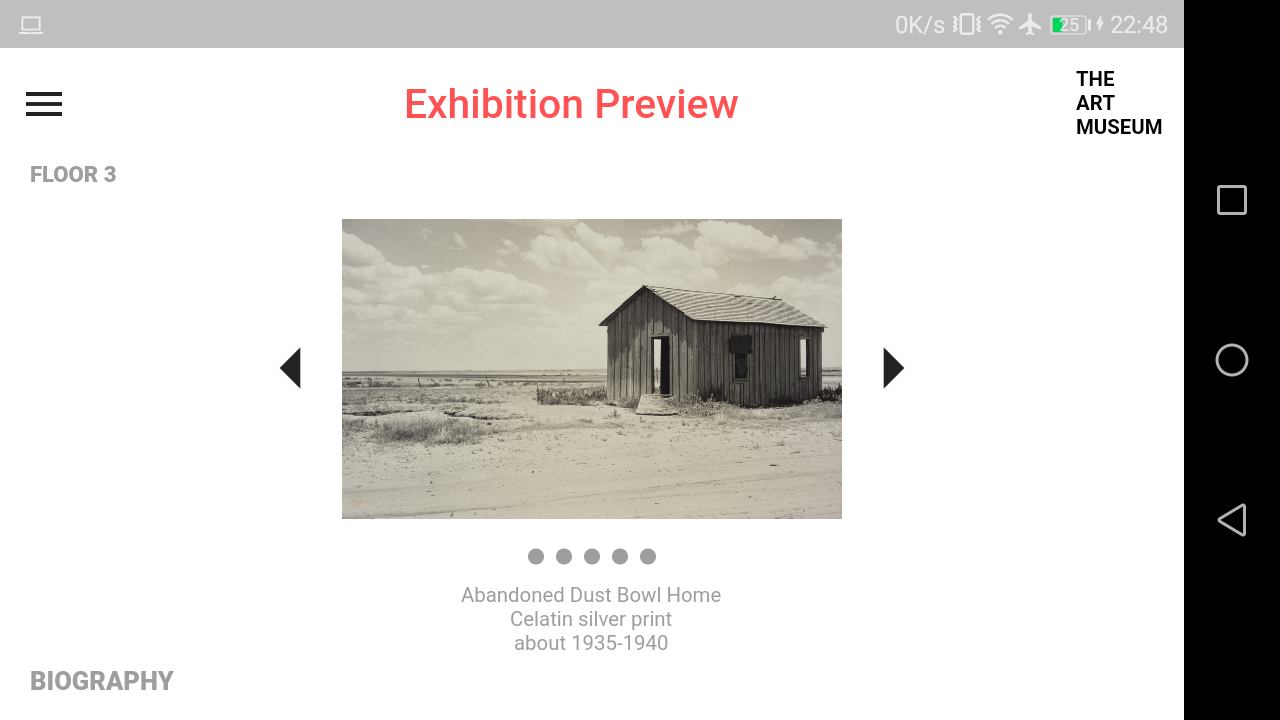 0K/s 25 22:48
Exhibition Preview
THE
ART
MUSEUM
FLOOR 3
Abandoned Dust Bowl Home
Celatin silver print
about 1935-1940
BIOGRAPHY